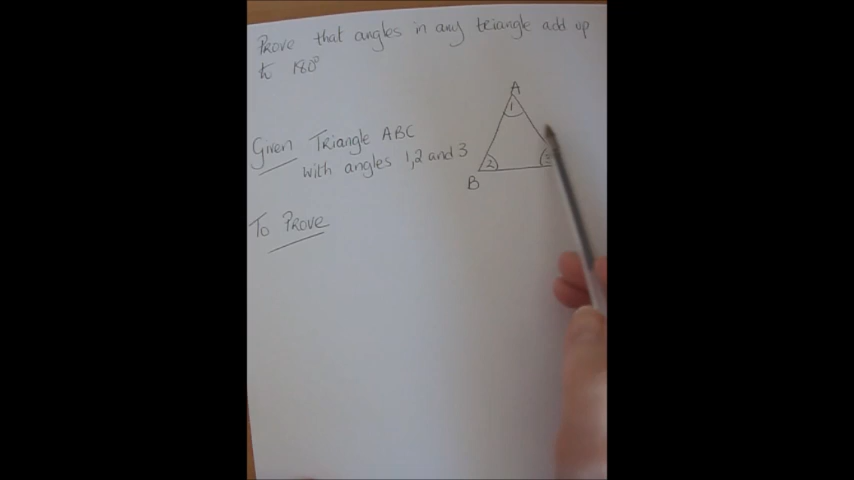 Prove that angles in any triangle add up
to 180°
A
1
Given Triangle ABC
with angles 1,2 and 3
2
3
B
To Prove